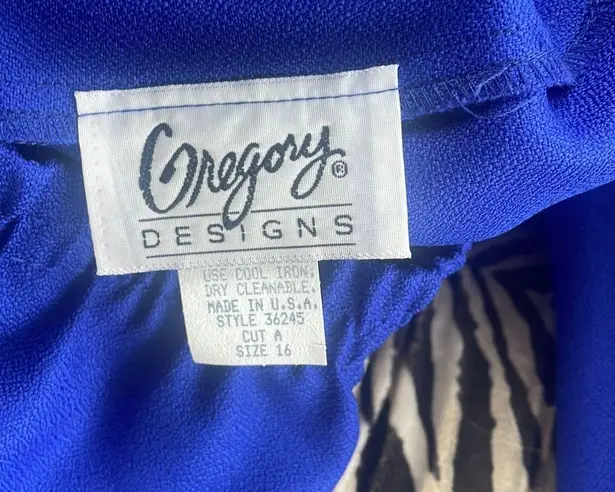 Gregory®
DESIGNS
USE COOL IRON.
DRY CLEANABLE.
MADE IN U.S.A.
STYLE 36245
CUT A
SIZE 16